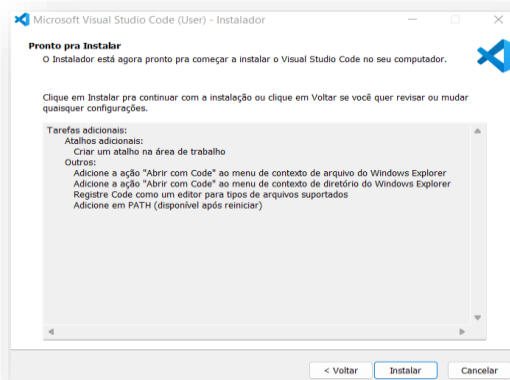 Microsoft Visual Studio Code (User) - Instalador
Pronto pra Instalar
O Instalador está agora pronto pra começar a instalar o Visual Studio Code no seu computador.
Clique em Instalar pra continuar com a instalação ou clique em Voltar se você quer revisar ou mudar
quaisquer configurações.
Tarefas adicionais:
Atalhos adicionais:
Criar um atalho na área de trabalho
Outros:
Adicione a ação "Abrir com Code" ao menu de contexto de arquivo do Windows Explorer
Adicione a ação "Abrir com Code" ao menu de contexto de diretório do Windows Explorer
Registre Code como um editor para tipos de arquivos suportados
Adicione em PATH (disponível após reiniciar)
< Voltar Instalar Cancelar